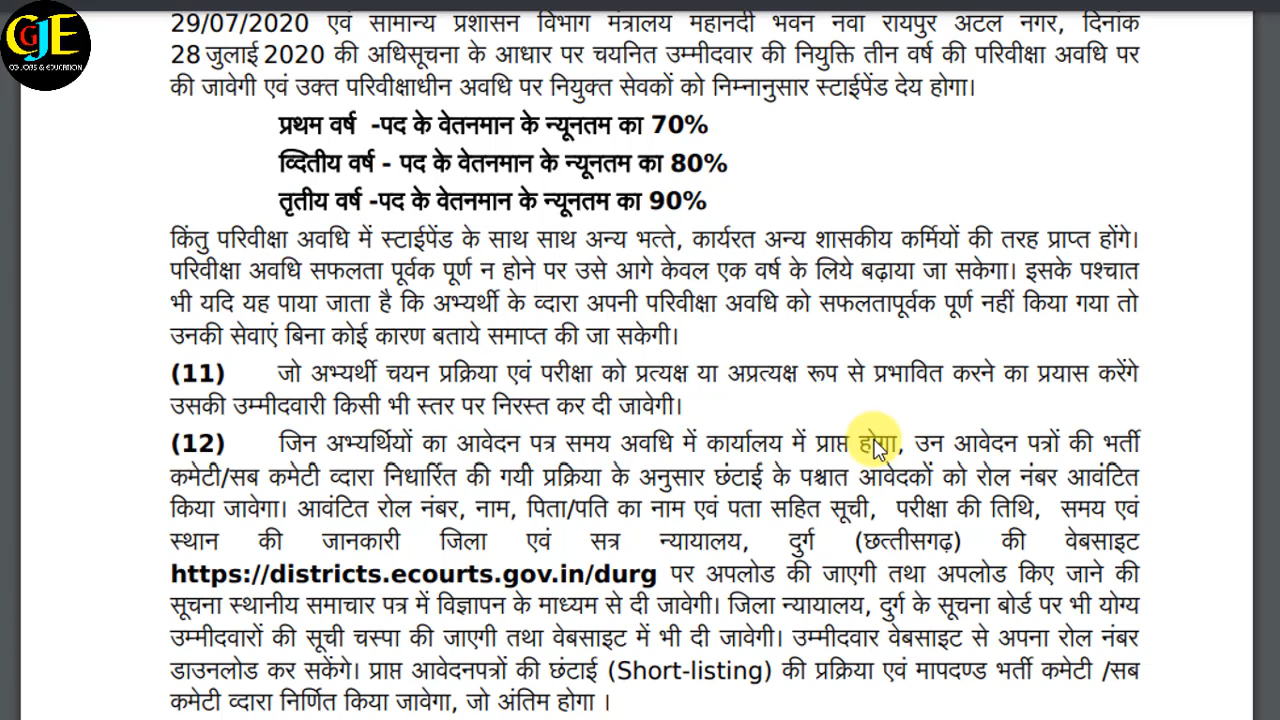 CGJE
CG JOBS & EDUCATION
29/07/2020 एवं सामान्य प्रशासन विभाग मंत्रालय महानदी भवन नवा रायपुर अटल नगर, दिनांक
28 जुलाई 2020 की अधिसूचना के आधार पर चयनित उम्मीदवार की नियुक्ति तीन वर्ष की परिवीक्षा अवधि पर
की जावेगी एवं उक्त परिवीक्षाधीन अवधि पर नियुक्त सेवकों को निम्नानुसार स्टाईपेंड देय होगा।
प्रथम वर्ष -पद के वेतनमान के न्यूनतम का 70%
व्दितीय वर्ष - पद के वेतनमान के न्यूनतम का 80%
तृतीय वर्ष -पद के वेतनमान के न्यूनतम का 90%
किंतु परिवीक्षा अवधि में स्टाईपेंड के साथ साथ अन्य भत्ते, कार्यरत अन्य शासकीय कर्मियों की तरह प्राप्त होंगे।
परिवीक्षा अवधि सफलता पूर्वक पूर्ण न होने पर उसे आगे केवल एक वर्ष के लिये बढ़ाया जा सकेगा। इसके पश्चात
भी यदि यह पाया जाता है कि अभ्यर्थी के व्दारा अपनी परिवीक्षा अवधि को सफलतापूर्वक पूर्ण नहीं किया गया तो
उनकी सेवाएं बिना कोई कारण बताये समाप्त की जा सकेगी।
(11) जो अभ्यर्थी चयन प्रक्रिया एवं परीक्षा को प्रत्यक्ष या अप्रत्यक्ष रूप से प्रभावित करने का प्रयास करेंगे
उसकी उम्मीदवारी किसी भी स्तर पर निरस्त कर दी जावेगी।
(12) जिन अभ्यर्थियों का आवेदन पत्र समय अवधि में कार्यालय में प्राप्त होगा, उन आवेदन पत्रों की भर्ती
कमेटी/सब कमेटी व्दारा निधारित की गयी प्रक्रिया के अनुसार छंटाई के पश्चात आवेदकों को रोल नंबर आवंटित
किया जावेगा। आवंटित रोल नंबर, नाम, पिता/पति का नाम एवं पता सहित सूची, परीक्षा की तिथि, समय एवं
स्थान की जानकारी जिला एवं सत्र न्यायालय, दुर्ग (छत्तीसगढ़) की वेबसाइट
https://districts.ecourts.gov.in/durg पर अपलोड की जाएगी तथा अपलोड किए जाने की
सूचना स्थानीय समाचार पत्र में विज्ञापन के माध्यम से दी जावेगी। जिला न्यायालय, दुर्ग के सूचना बोर्ड पर भी योग्य
उम्मीदवारों की सूची चस्पा की जाएगी तथा वेबसाइट में भी दी जावेगी। उम्मीदवार वेबसाइट से अपना रोल नंबर
डाउनलोड कर सकेंगे। प्राप्त आवेदनपत्रों की छंटाई (Short-listing) की प्रक्रिया एवं मापदण्ड भर्ती कमेटी /सब
कमेटी व्दारा निर्णित किया जावेगा, जो अंतिम होगा ।